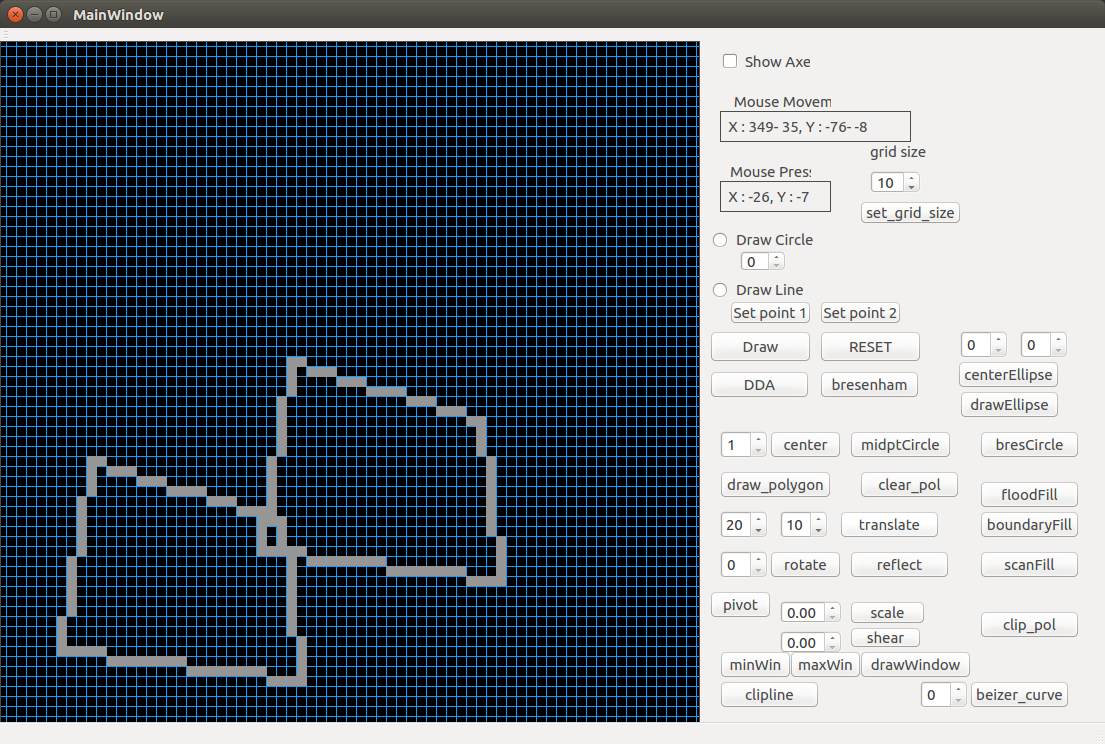 MainWindow
Show Axe
Mouse Movem
X : 349- 35, Y : -76- -8
grid size
Mouse Pres
10
X : -26, Y : -7
set_grid_size
Draw Circle
0
Draw Line
Set point 1 Set point 2
Draw RESET 0 0
DDA bresenham centerEllipse
drawEllipse
1 center midptCircle bresCircle
draw_polygon clear_pol floodFill
20 10 translate boundaryFill
0 rotate reflect scanFill
pivot 0.00 scale
0.00 shear clip_pol
minWin maxWin drawWindow
clipline 0 beizer_curve